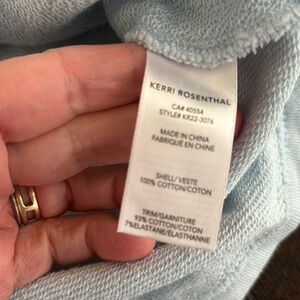 KERRI ROSENTHAL
CA# 40554
STYLE# KR22-3076
MADE IN CHINA
FABRIQUÉ EN CHINE
SHELL/ VESTE
100% COTTON/COTON
TRIM/GARNITURE
93% COTTON/COTON
7%ELASTANE/ÉLASTHANNE